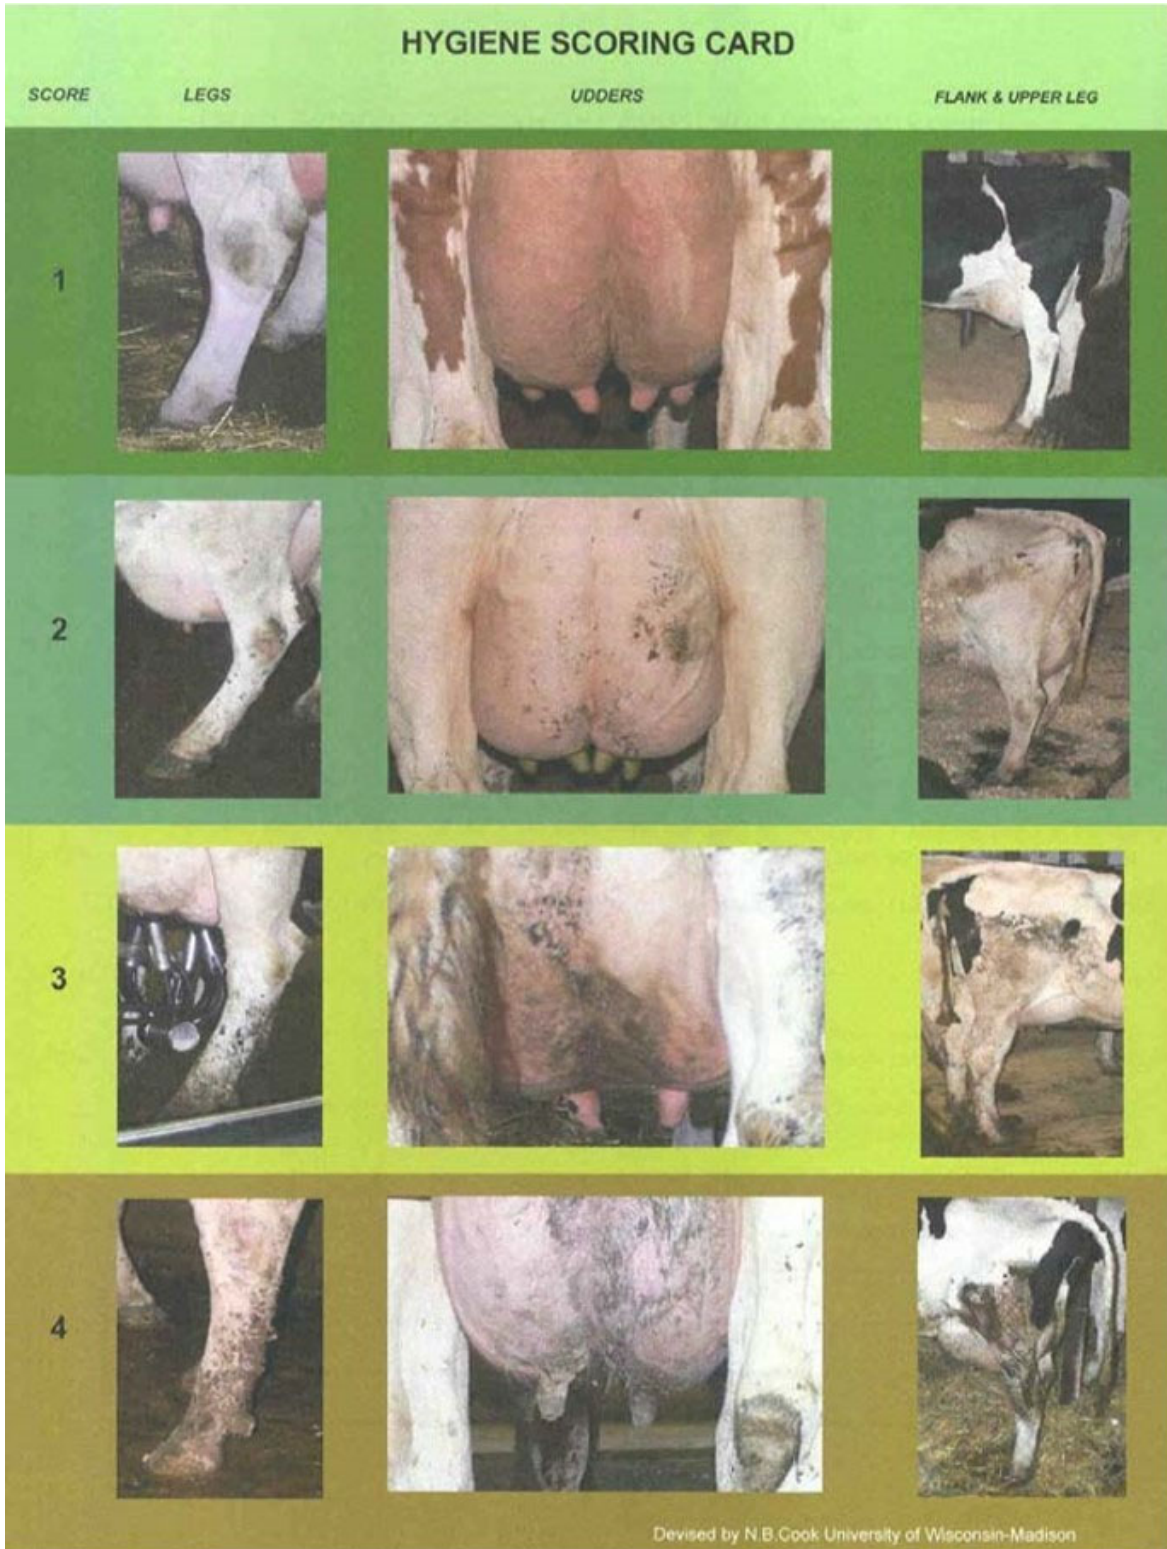 HYGIENE SCORING CARD
SCORE LEGS UDDERS FLANK & UPPER LEG
1
2
3
4
Devised by N.B.Cook University of Wisconsin-Madison